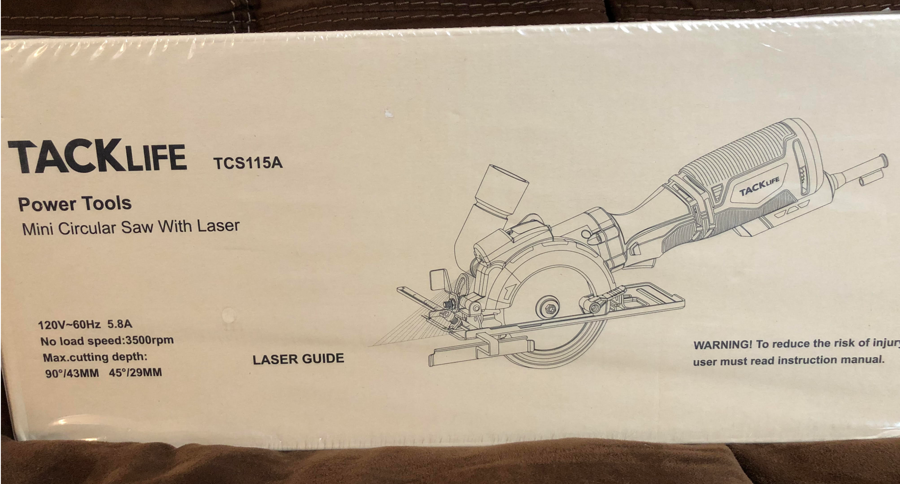 TACKLIFE TCS115A
Power Tools
Mini Circular Saw With Laser
TACKLIFE
120V~60Hz 5.8A
No load speed:3500rpm
Max.cutting depth:
90°/43MM 45°/29MM
LASER GUIDE
WARNING! To reduce the risk of injury
user must read instruction manual.